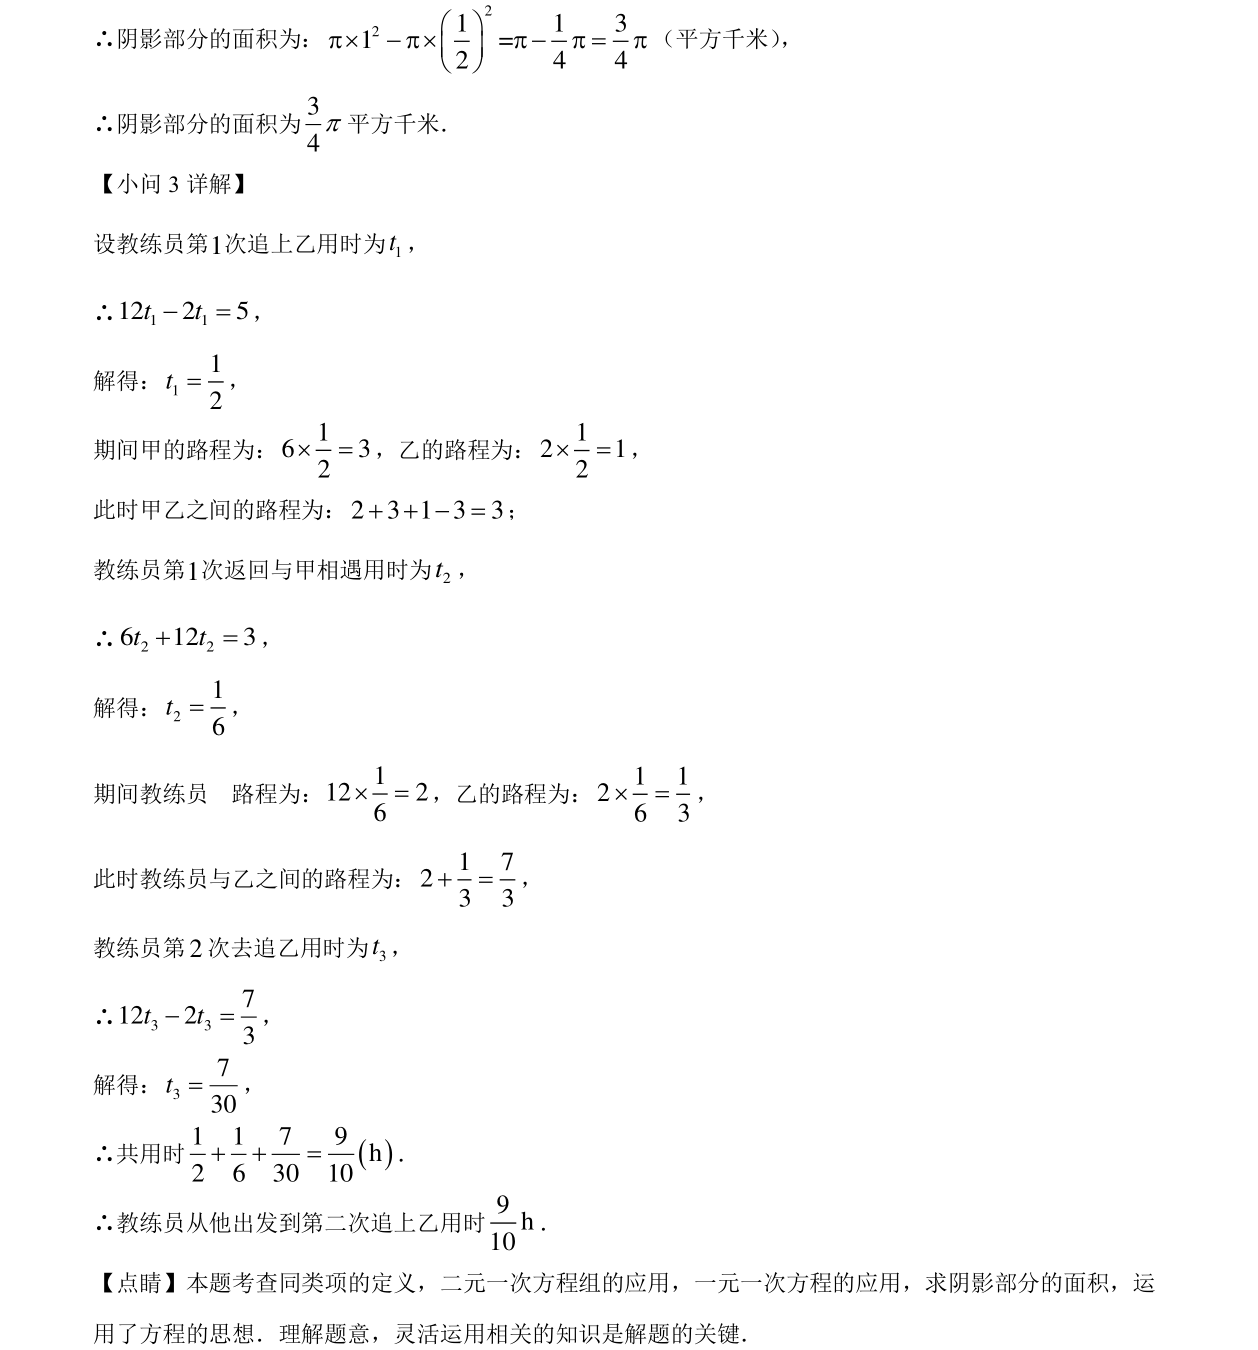 ∴阴影部分的面积为：π×1²－π×(1/2)²=π－1/4π＝3/4π（平方千米），
∴阴影部分的面积为3/4π平方千米．
【小问 3 详解】
设教练员第1次追上乙用时为t₁，
∴12t₁－2t₁＝5，
解得：t₁＝1/2，
期间甲的路程为：6×1/2＝3，乙的路程为：2×1/2＝1，
此时甲乙之间的路程为：2＋3＋1－3＝3；
教练员第1次返回与甲相遇用时为t₂，
∴6t₂＋12t₂＝3，
解得：t₂＝1/6，
期间教练员　路程为：12×1/6＝2，乙的路程为：2×1/6＝1/3，
此时教练员与乙之间的路程为：2＋1/3＝7/3，
教练员第2次去追乙用时为t₃，
∴12t₃－2t₃＝7/3，
解得：t₃＝7/30，
∴共用时1/2＋1/6＋7/30＝9/10(h)．
∴教练员从他出发到第二次追上乙用时9/10h．
【点睛】本题考查同类项的定义，二元一次方程组的应用，一元一次方程的应用，求阴影部分的面积，运
用了方程的思想．理解题意，灵活运用相关的知识是解题的关键．